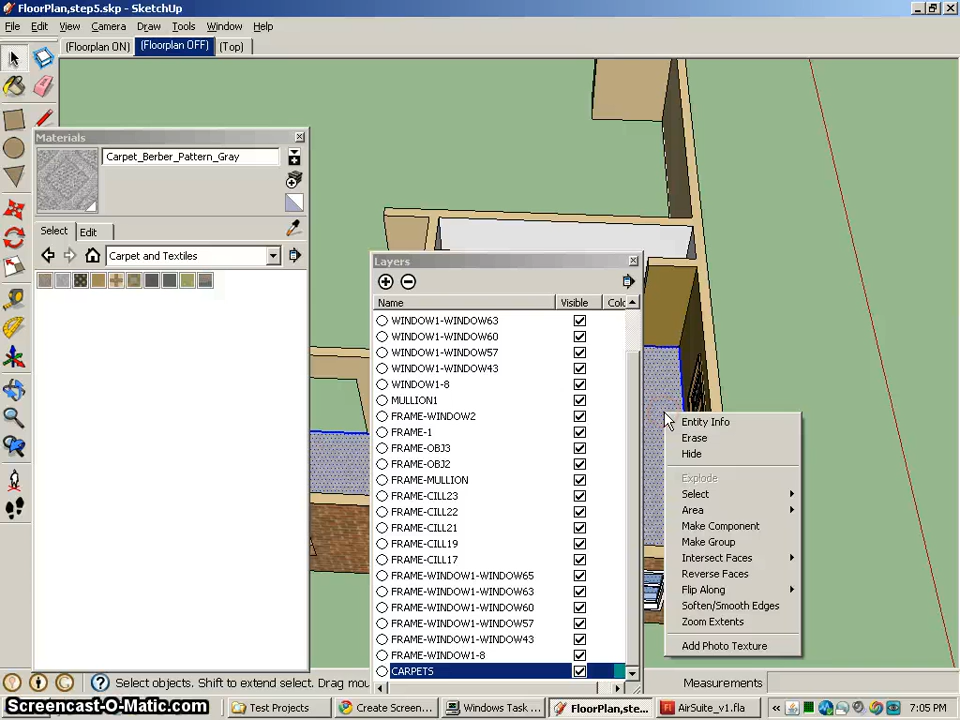 FloorPlan,step5.skp - SketchUp
File Edit View Camera Draw Tools Window Help
(Floorplan ON) (Floorplan OFF) (Top)
Materials
Carpet_Berber_Pattern_Gray
Select Edit
Carpet and Textiles
Layers
Name Visible Colo
WINDOW1-WINDOW63
WINDOW1-WINDOW60
WINDOW1-WINDOW57
WINDOW1-WINDOW43
WINDOW1-8
MULLION1
FRAME-WINDOW2
FRAME-1
FRAME-OBJ3
FRAME-OBJ2
FRAME-MULLION
FRAME-CILL23
FRAME-CILL22
FRAME-CILL21
FRAME-CILL19
FRAME-CILL17
FRAME-WINDOW1-WINDOW65
FRAME-WINDOW1-WINDOW63
FRAME-WINDOW1-WINDOW60
FRAME-WINDOW1-WINDOW57
FRAME-WINDOW1-WINDOW43
FRAME-WINDOW1-8
CARPETS
Entity Info
Erase
Hide
Explode
Select
Area
Make Component
Make Group
Intersect Faces
Reverse Faces
Flip Along
Soften/Smooth Edges
Zoom Extents
Add Photo Texture
Select objects. Shift to extend select. Drag mou
Measurements
Screencast-O-Matic.com
Test Projects
Create Screen...
Windows Task ...
FloorPlan,ste...
AirSuite_v1.fla
7:05 PM